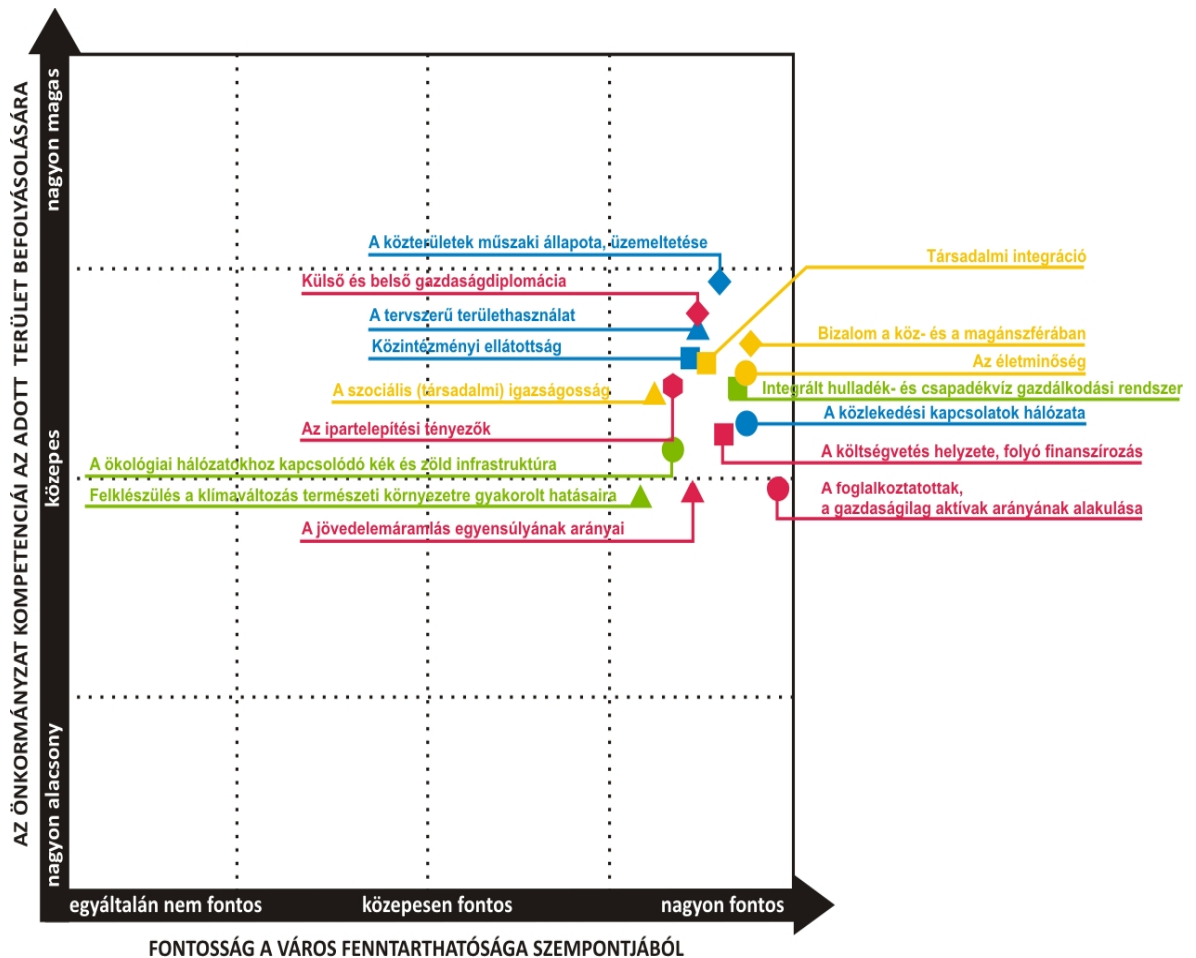 AZ ÖNKORMÁNYZAT KOMPETENCIÁI AZ ADOTT TERÜLET BEFOLYÁSOLÁSÁRA
nagyon magas
közepes
nagyon alacsony
A közterületek műszaki állapota, üzemeltetése
Társadalmi integráció
Külső és belső gazdaságdiplomácia
A tervszerű területhasználat
Bizalom a köz- és a magánszférában
Közintézményi ellátottság
Az életminőség
A szociális (társadalmi) igazságosság
Integrált hulladék- és csapadékvíz gazdálkodási rendszer
A közlekedési kapcsolatok hálózata
Az ipartelepítési tényezők
A költségvetés helyzete, folyó finanszírozás
A ökológiai hálózatokhoz kapcsolódó kék és zöld infrastruktúra
Felklészülés a klímaváltozás természeti környezetre gyakorolt hatásaira
A foglalkoztatottak,
a gazdaságilag aktívak arányának alakulása
A jövedelemáramlás egyensúlyának arányai
egyáltalán nem fontos
közepesen fontos
nagyon fontos
FONTOSSÁG A VÁROS FENNTARTHATÓSÁGA SZEMPONTJÁBÓL